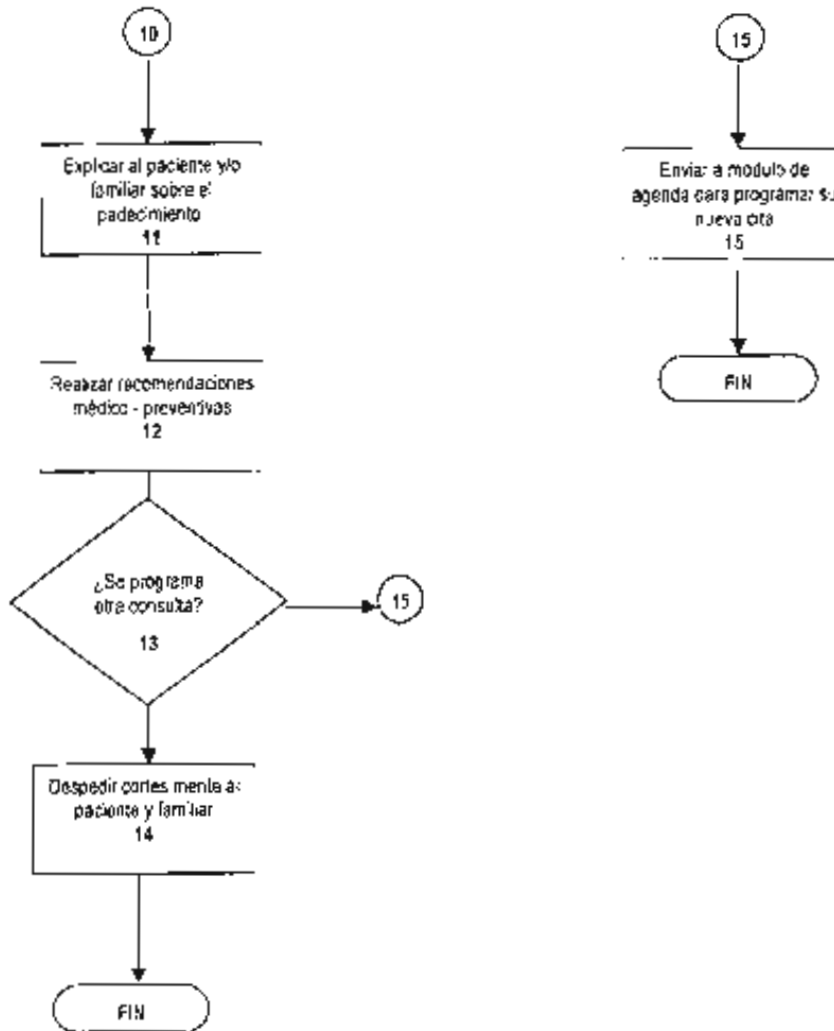 10
Explicar al paciente y/o
familiar sobre el
padecimiento
11
Realizar recomendaciones
médico - preventivas
12
¿Se programa
otra consulta?
13
15
Despedir cortes mente al
paciente y familiar
14
FIN
15
Enviar a modulo de
agenda para programar su
nueva cita
15
FIN